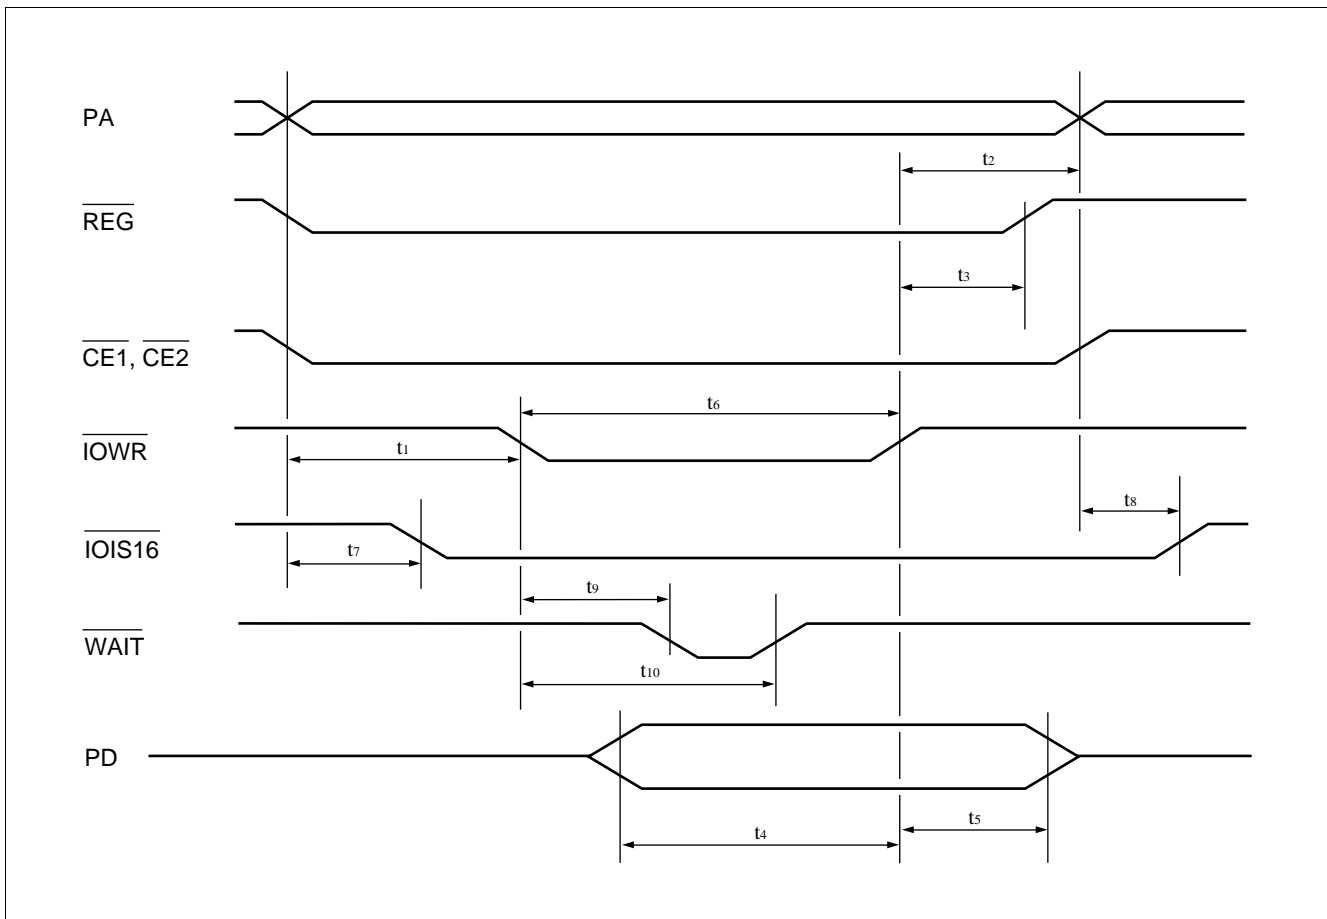 PA
t2
REG
t3
CE1, CE2
t6
IOWR
t1
t8
IOIS16
t7
t9
WAIT
t10
PD
t5
t4